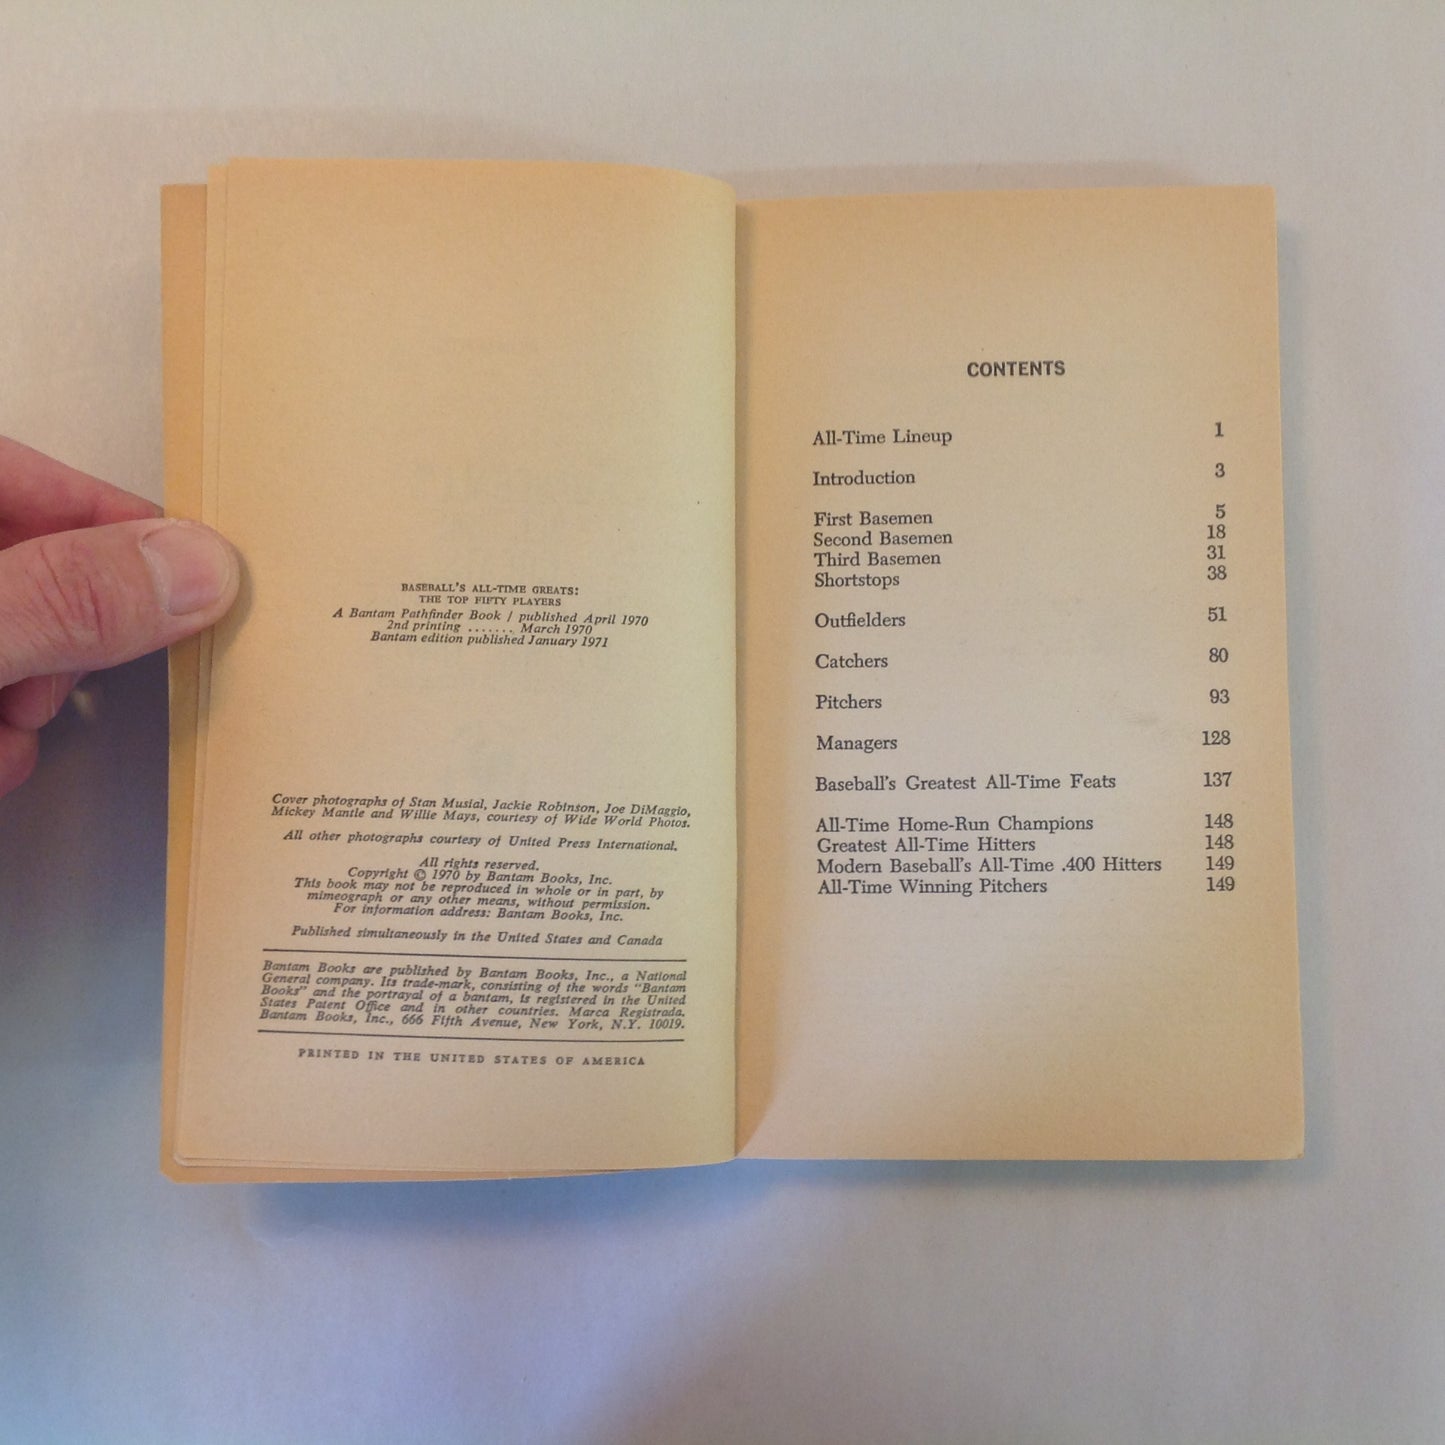 BASEBALL'S ALL-TIME GREATS:
THE TOP FIFTY PLAYERS
A Bantam Pathfinder Book / published April 1970
2nd printing ....... March 1970
Bantam edition published January 1971
Cover photographs of Stan Musial, Jackie Robinson, Joe DiMaggio,
Mickey Mantle and Willie Mays, courtesy of Wide World Photos.
All other photographs courtesy of United Press International.
All rights reserved.
Copyright © 1970 by Bantam Books, Inc.
This book may not be reproduced in whole or in part, by
mimeograph or any other means, without permission.
For information address: Bantam Books, Inc.
Published simultaneously in the United States and Canada
Bantam Books are published by Bantam Books, Inc., a National
General company. Its trade-mark, consisting of the words "Bantam
Books" and the portrayal of a bantam, is registered in the United
States Patent Office and in other countries. Marca Registrada.
Bantam Books, Inc., 666 Fifth Avenue, New York, N.Y. 10019.
PRINTED IN THE UNITED STATES OF AMERICA
CONTENTS
All-Time Lineup 1
Introduction 3
First Basemen 5
Second Basemen 18
Third Basemen 31
Shortstops 38
Outfielders 51
Catchers 80
Pitchers 93
Managers 128
Baseball's Greatest All-Time Feats 137
All-Time Home-Run Champions 148
Greatest All-Time Hitters 148
Modern Baseball's All-Time .400 Hitters 149
All-Time Winning Pitchers 149